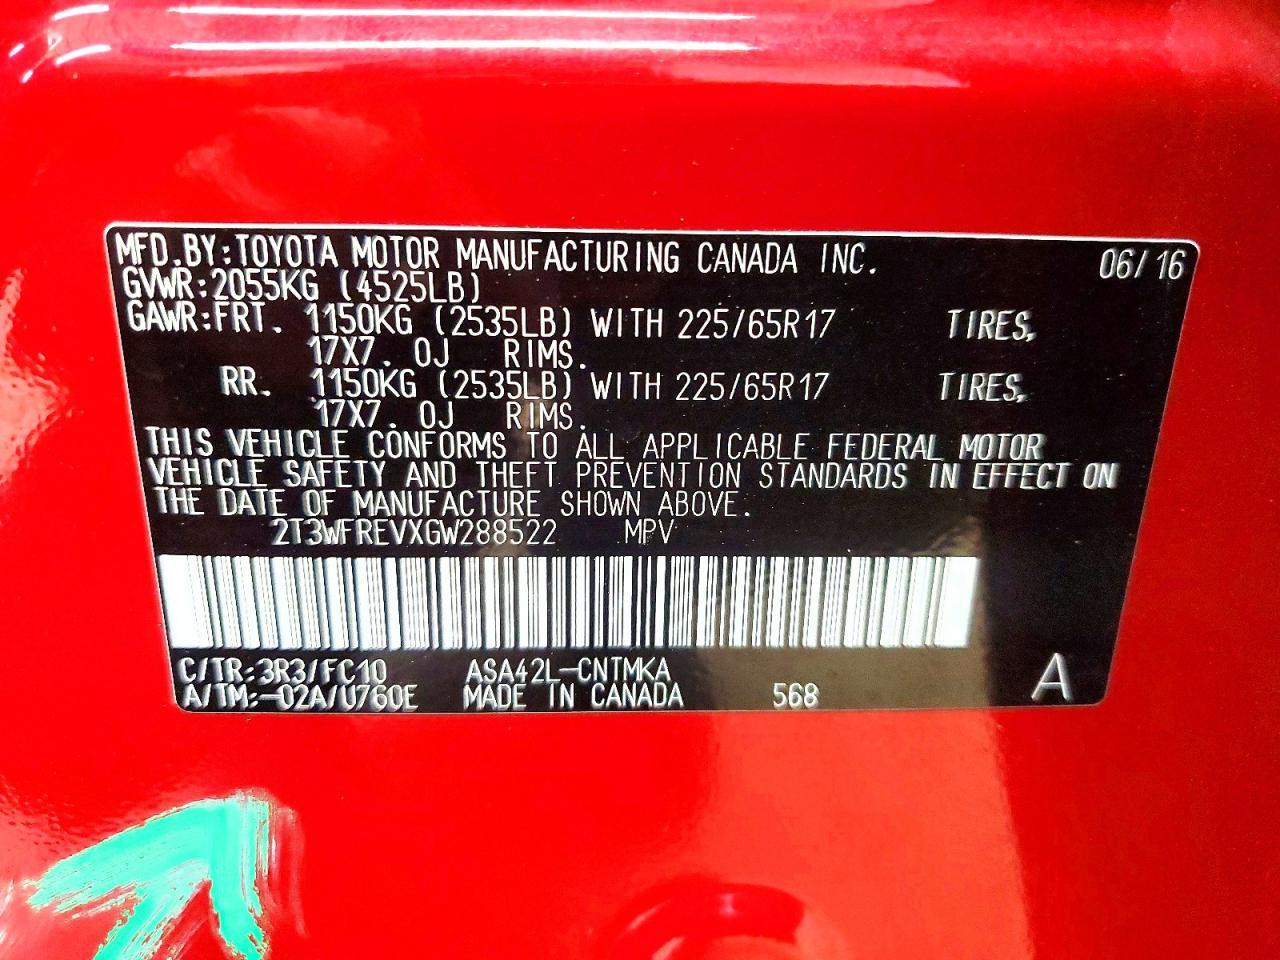 MFD.BY:TOYOTA MOTOR MANUFACTURING CANADA INC. 06/16
GVWR:2055KG (4525LB)
GAWR:FRT. 1150KG (2535LB) WITH 225/65R17 TIRES,
17X7.0J RIMS.
RR. 1150KG (2535LB) WITH 225/65R17 TIRES,
17X7.0J RIMS.
THIS VEHICLE CONFORMS TO ALL APPLICABLE FEDERAL MOTOR
VEHICLE SAFETY AND THEFT PREVENTION STANDARDS IN EFFECT ON
THE DATE OF MANUFACTURE SHOWN ABOVE.
2T3WFREVXGW288522 MPV
C/TR:3R3/FC10 ASA42L-CNTMKA
A/TM:-02A/U760E MADE IN CANADA 568 A